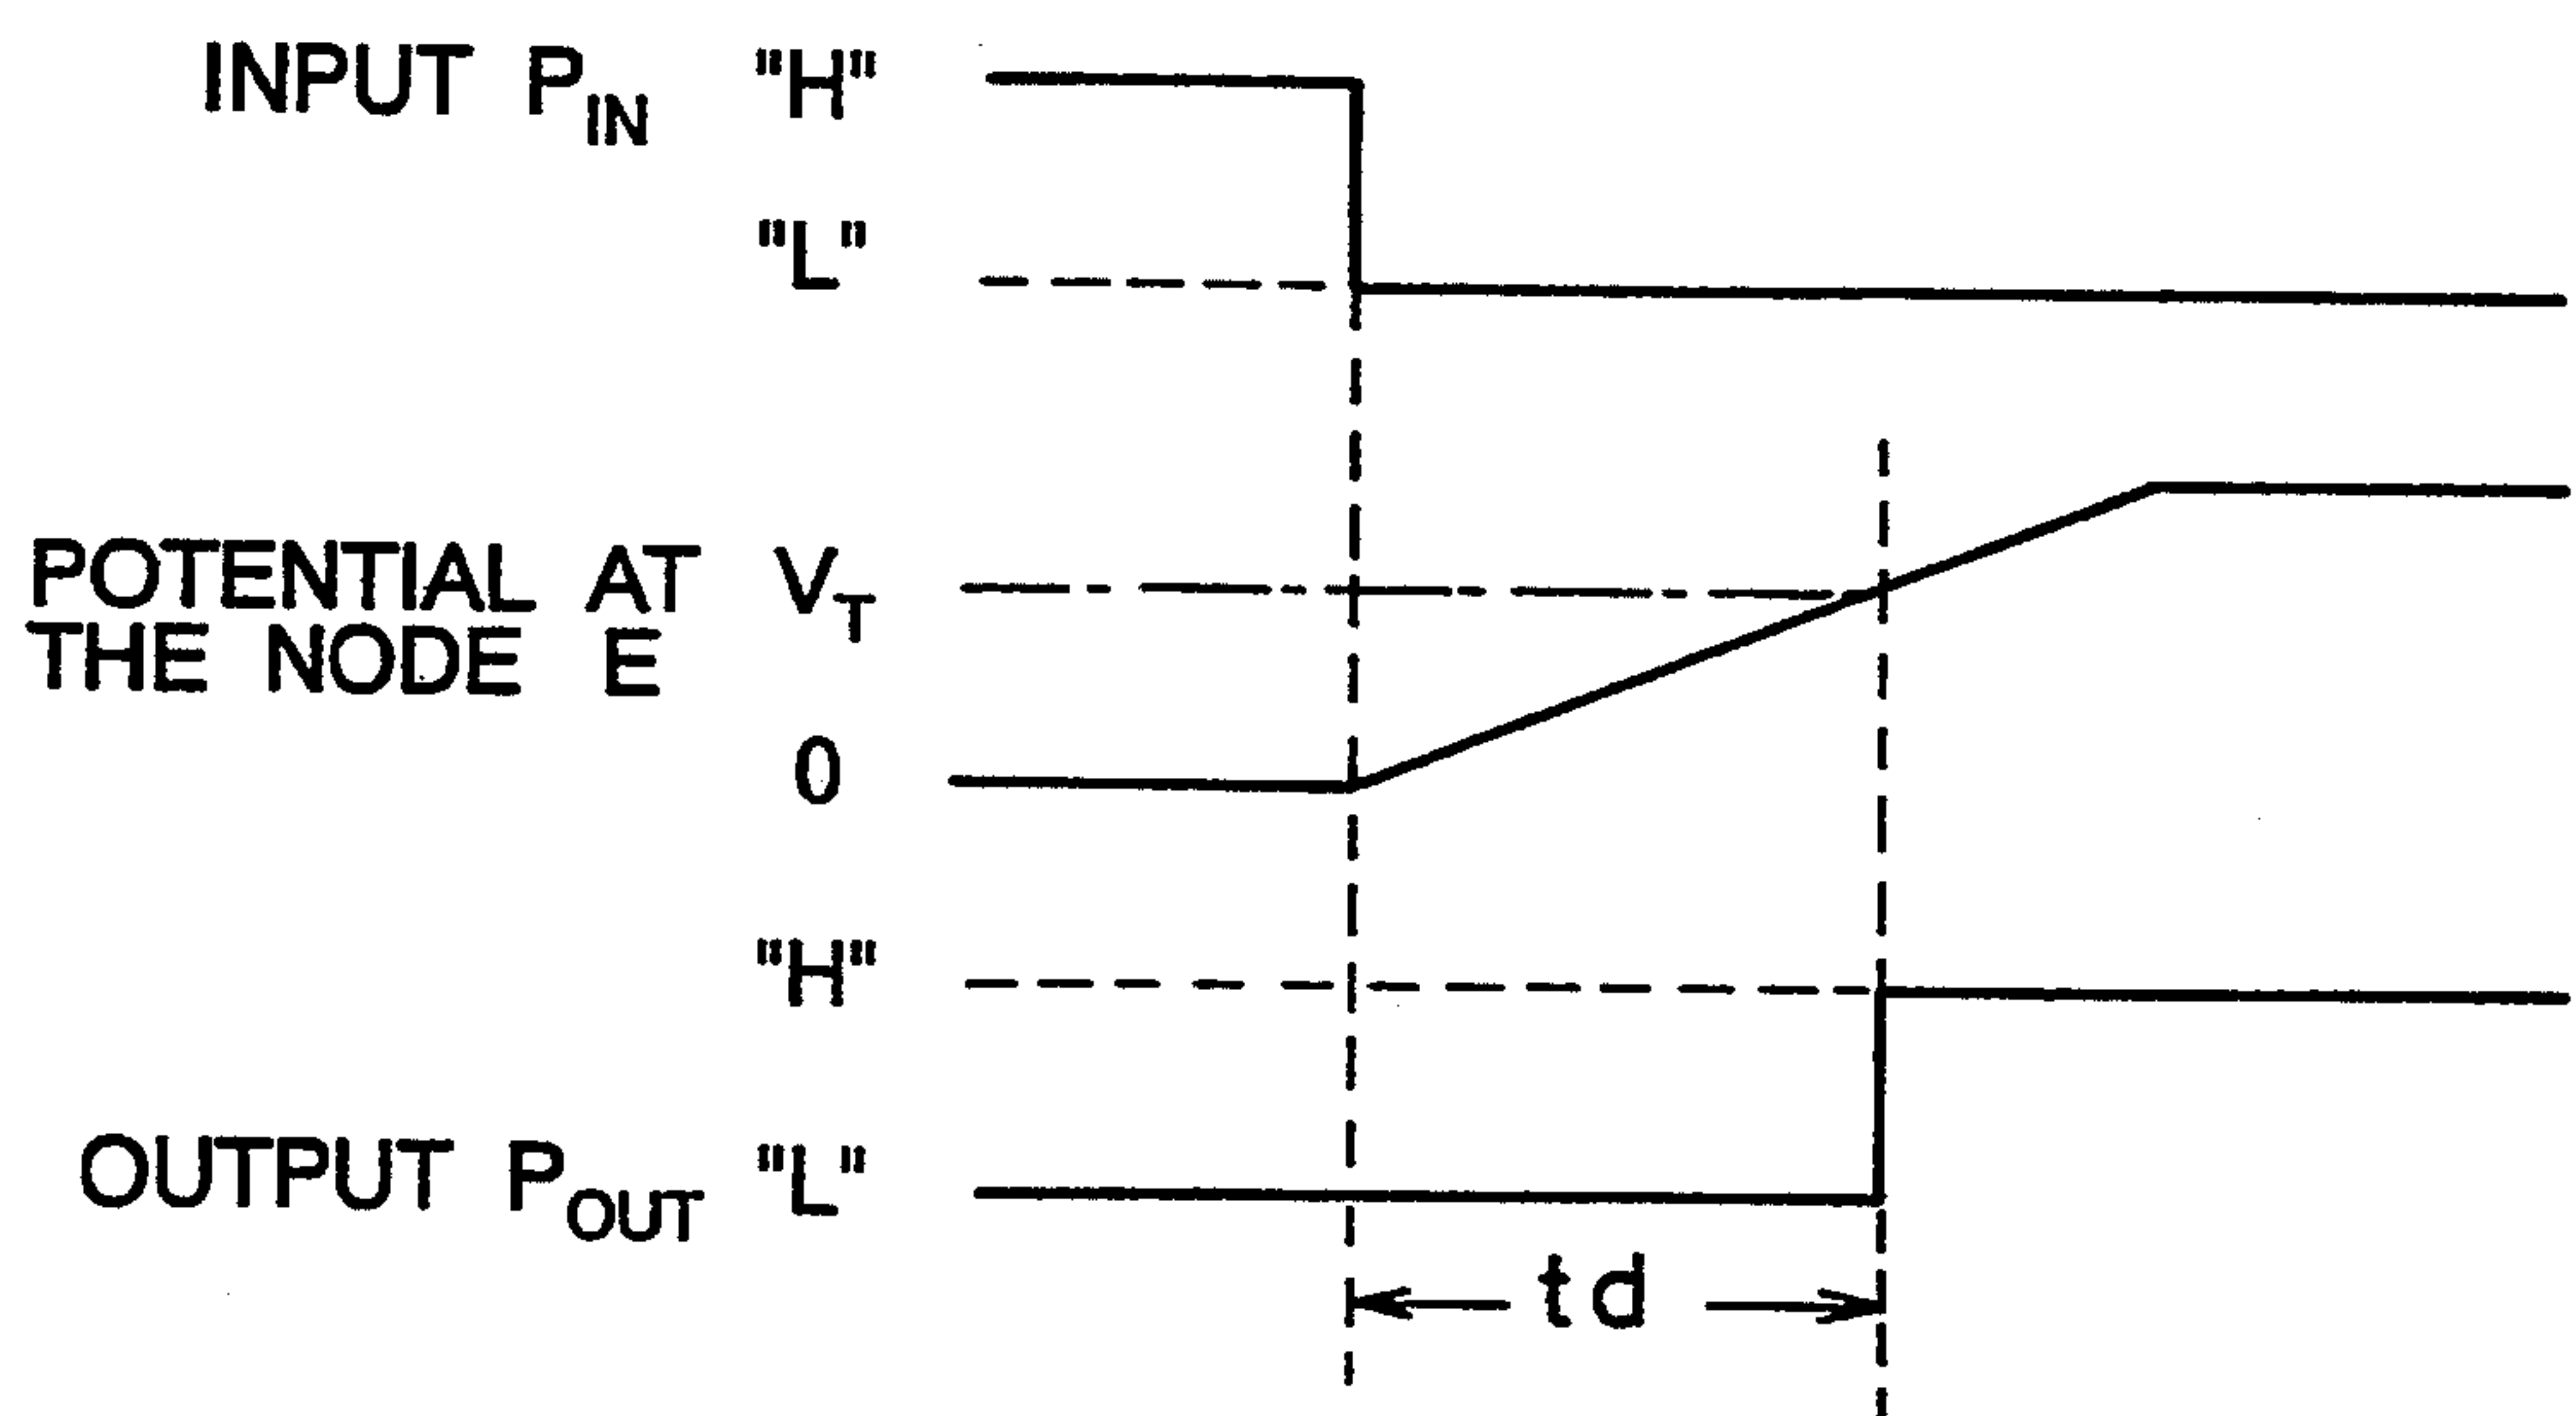 INPUT P_IN "H"
"L"
POTENTIAL AT V_T
THE NODE E
0
"H"
OUTPUT P_OUT "L"
td